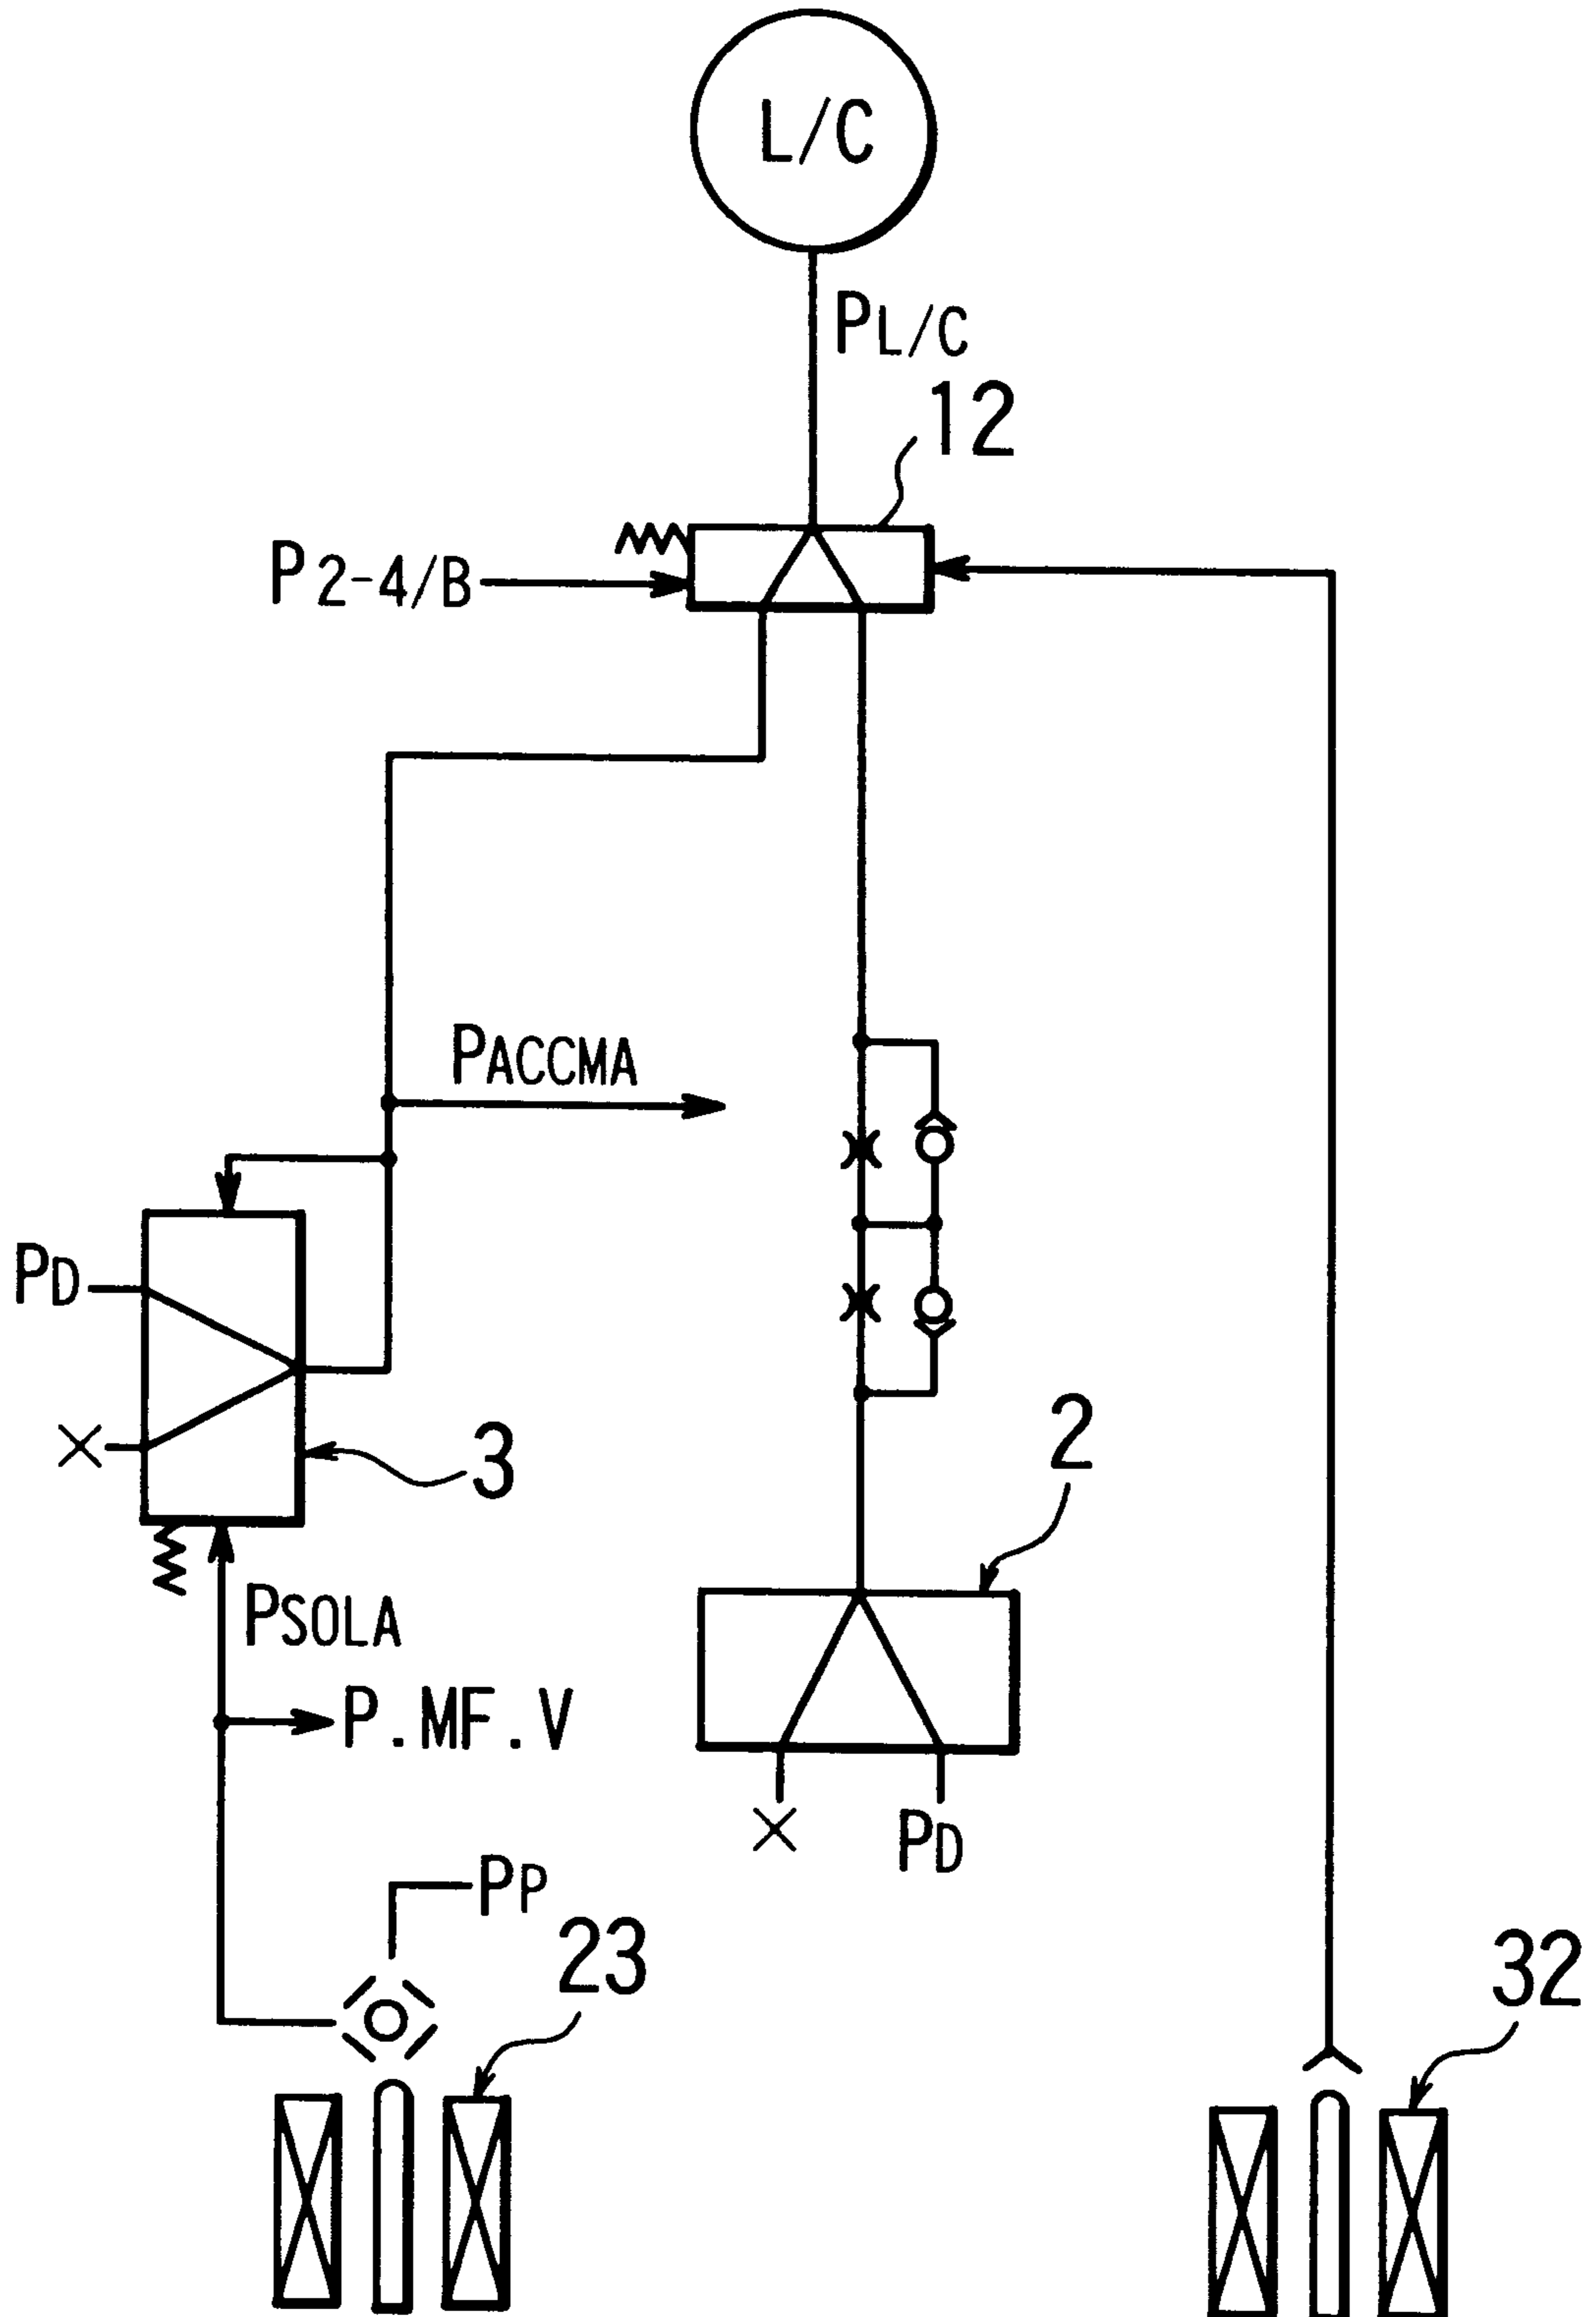 L/C
PL/C
12
P2-4/B
PACCMA
PD
3
2
PSOLA
P.MF.V
PD
PP
23
32